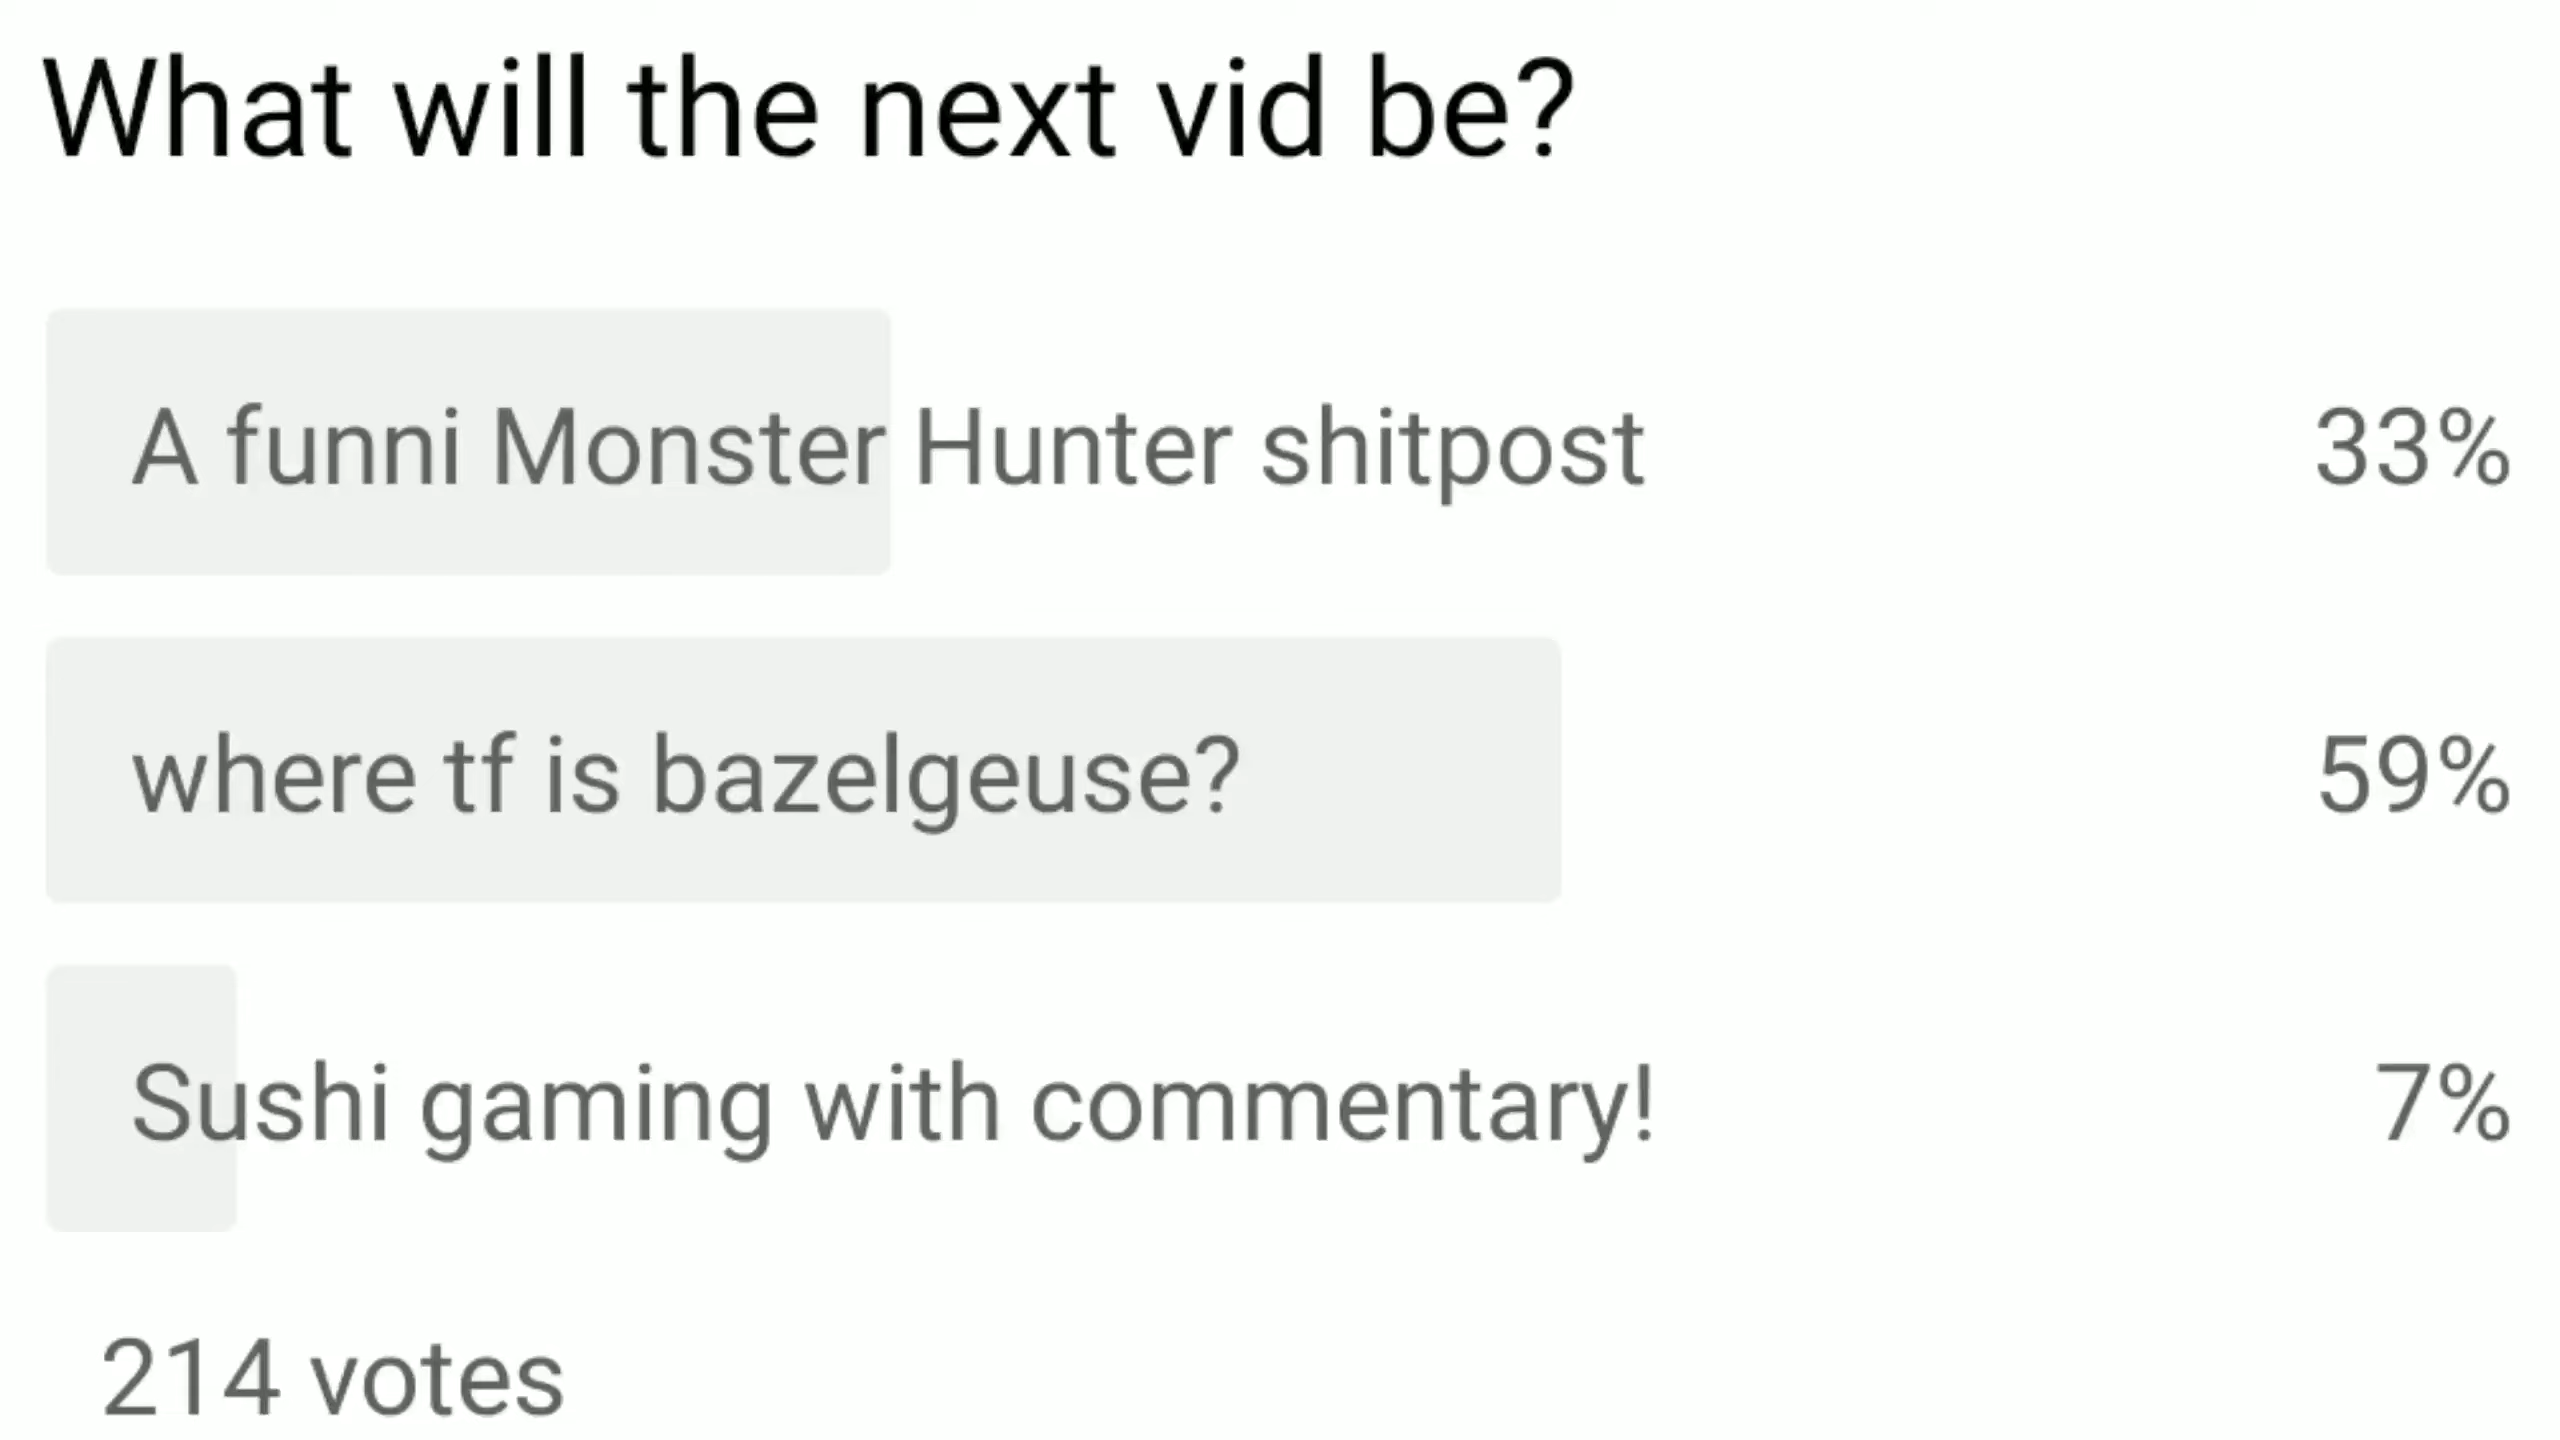 What will the next vid be?
A funni Monster Hunter shitpost 33%
where tf is bazelgeuse? 59%
Sushi gaming with commentary! 7%
214 votes